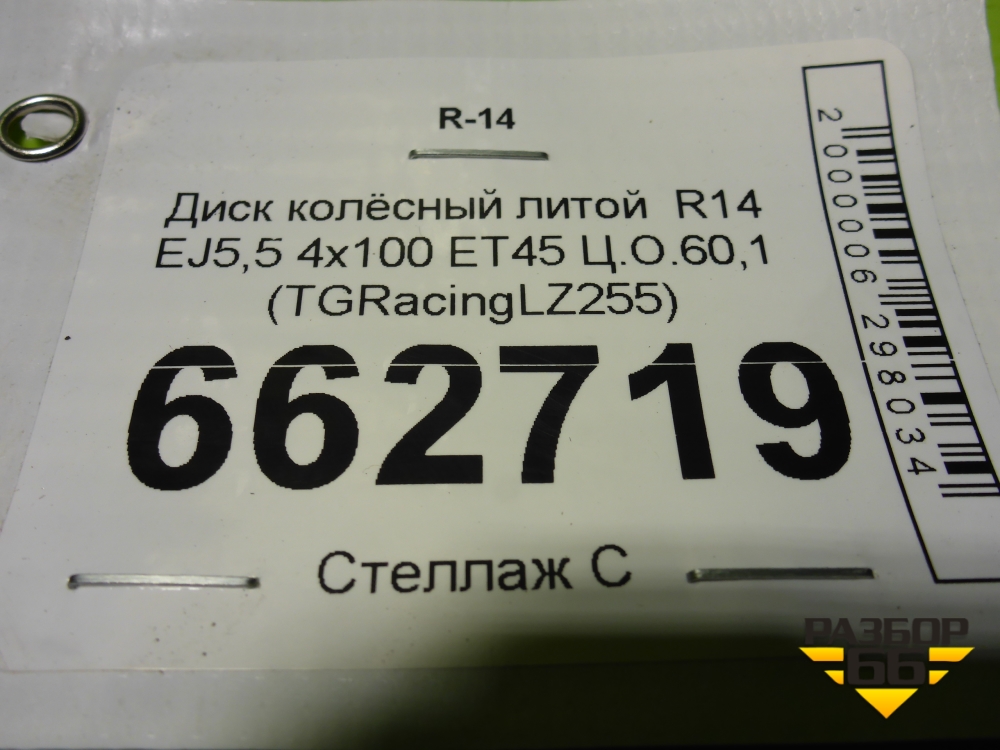 R-14
Диск колёсный литой R14
EJ5,5 4x100 ET45 Ц.О.60,1
(TGRacingLZ255)
662719
Стеллаж С
2000006298034
РАЗБОР
66